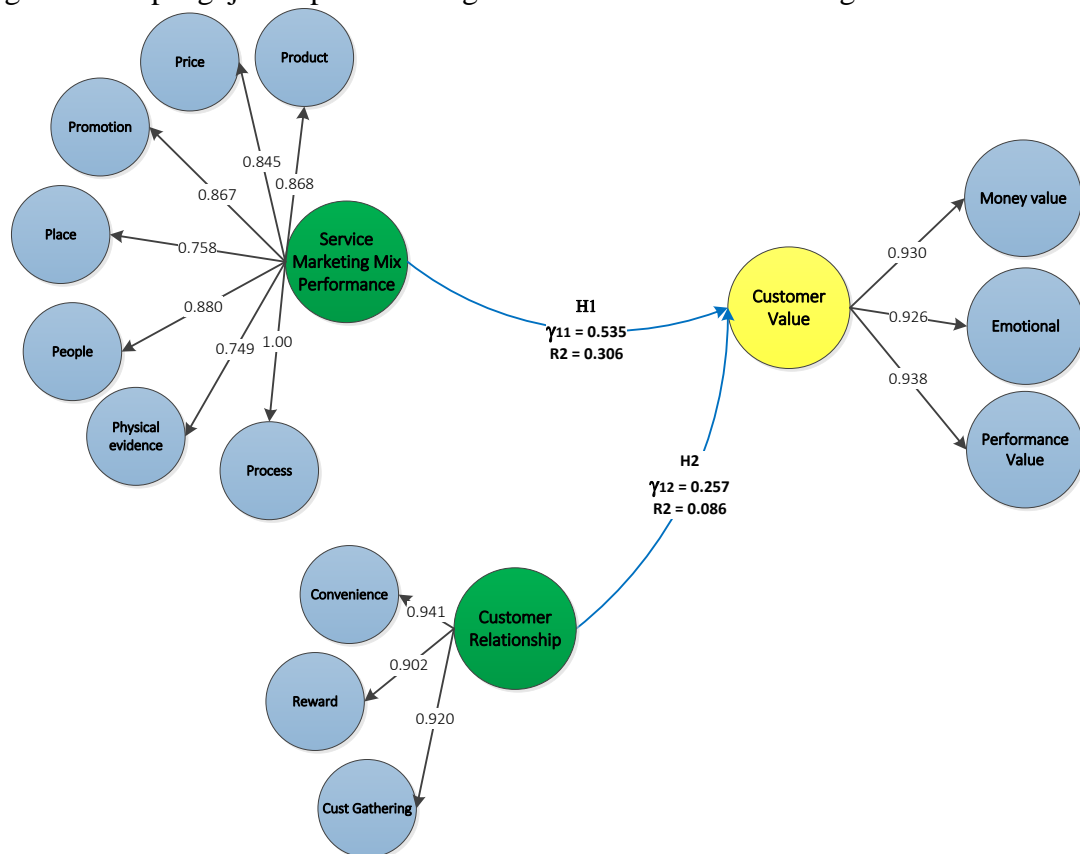 Price
Product
Promotion
0.845
0.868
0.867
Place
0.758
Service
Marketing Mix
Performance
People
0.880
0.749
1.00
Physical
evidence
Process
H1
γ11 = 0.535
R2 = 0.306
Customer
Value
Money value
0.930
0.926
Emotional
0.938
Performance
Value
H2
γ12 = 0.257
R2 = 0.086
Convenience
0.941
Customer
Relationship
0.902
Reward
0.920
Cust Gathering